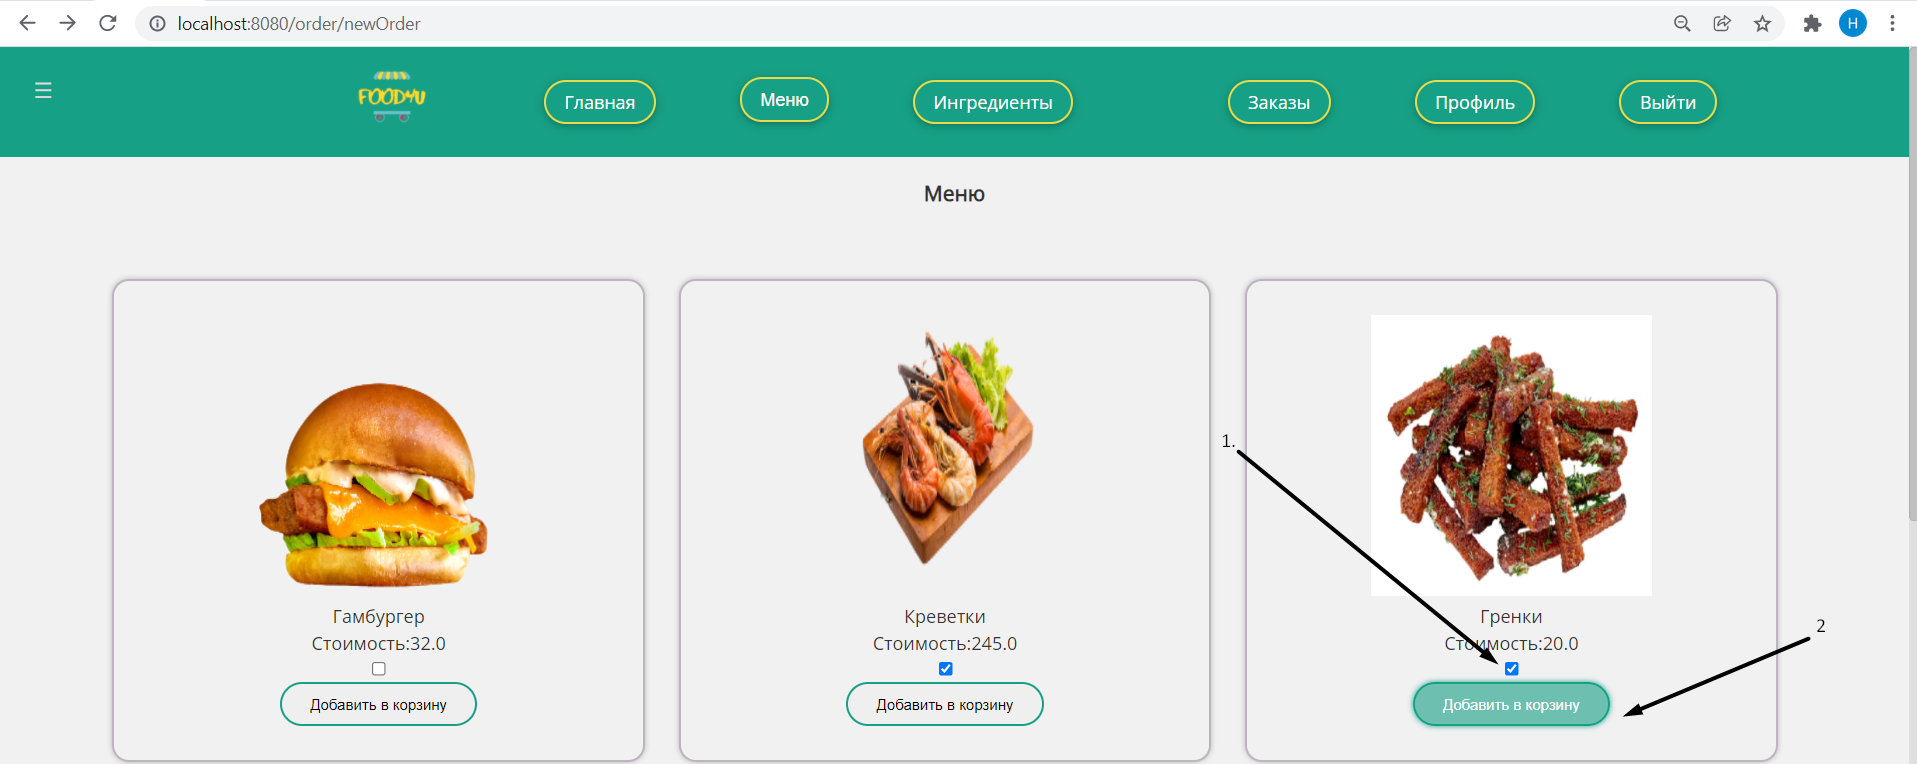 localhost:8080/order/newOrder
H
FOOD4U
Главная
Меню
Ингредиенты
Заказы
Профиль
Выйти
Меню
1.
2
Гамбургер
Стоимость:32.0
Добавить в корзину
Креветки
Стоимость:245.0
Добавить в корзину
Гренки
Стоимость:20.0
Добавить в корзину